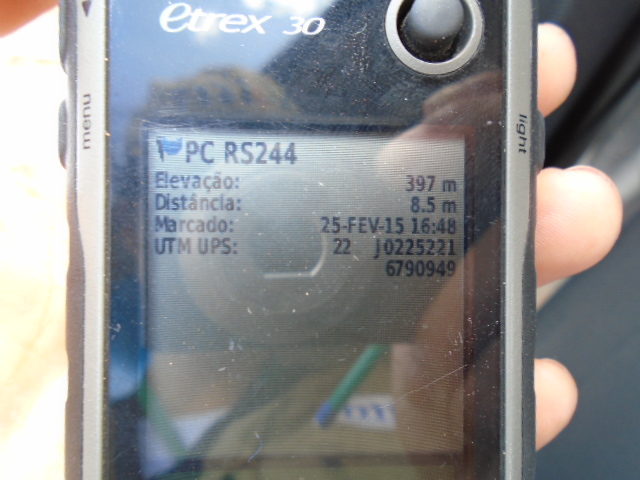 etrex 30
menu
light
PC RS244
Elevação: 397 m
Distância: 8.5 m
Marcado: 25-FEV-15 16:48
UTM UPS: 22 J0225221
6790949